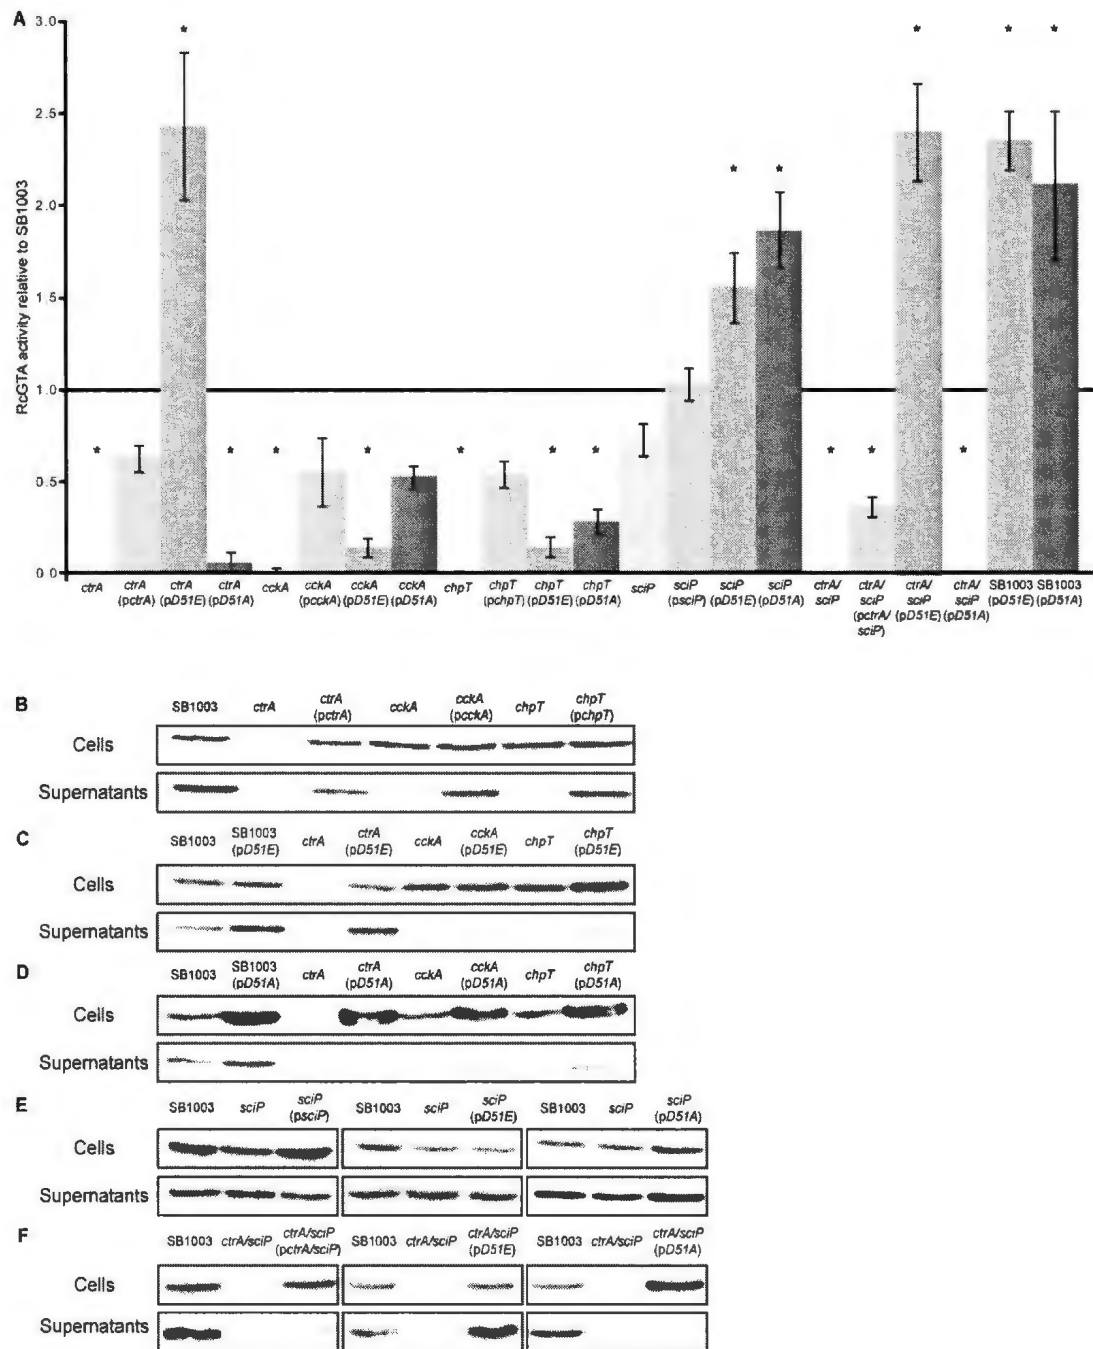 A
3.0
2.5
2.0
1.5
1.0
0.5
0.0
RcGTA activity relative to SB1003
* * * * * * * * * * * * * * * *
ctrA ctrA ctrA ctrA cckA cckA cckA cckA chpT chpT chpT chpT sciP sciP sciP sciP ctrA/ ctrA/ ctrA/ ctrA/ SB1003 SB1003
(pctrA) (pD51E) (pD51A) (pcckA) (pD51E) (pD51A) (pchpT) (pD51E) (pD51A) (psciP) (pD51E) (pD51A) sciP sciP sciP sciP (pD51E) (pD51A)
(pctrA/ (pD51E) (pD51A)
sciP)
B
SB1003 ctrA ctrA cckA cckA chpT chpT
(pctrA) (pcckA) (pchpT)
Cells
Supernatants
C
SB1003 SB1003 ctrA ctrA cckA cckA chpT chpT
(pD51E) (pD51E) (pD51E) (pD51E)
Cells
Supernatants
D
SB1003 SB1003 ctrA ctrA cckA cckA chpT chpT
(pD51A) (pD51A) (pD51A) (pD51A)
Cells
Supernatants
E
SB1003 sciP sciP SB1003 sciP sciP SB1003 sciP sciP
(psciP) (pD51E) (pD51A)
Cells
Supernatants
F
SB1003 ctrA/sciP ctrA/sciP SB1003 ctrA/sciP ctrA/sciP SB1003 ctrA/sciP ctrA/sciP
(pctrA/sciP) (pD51E) (pD51A)
Cells
Supernatants